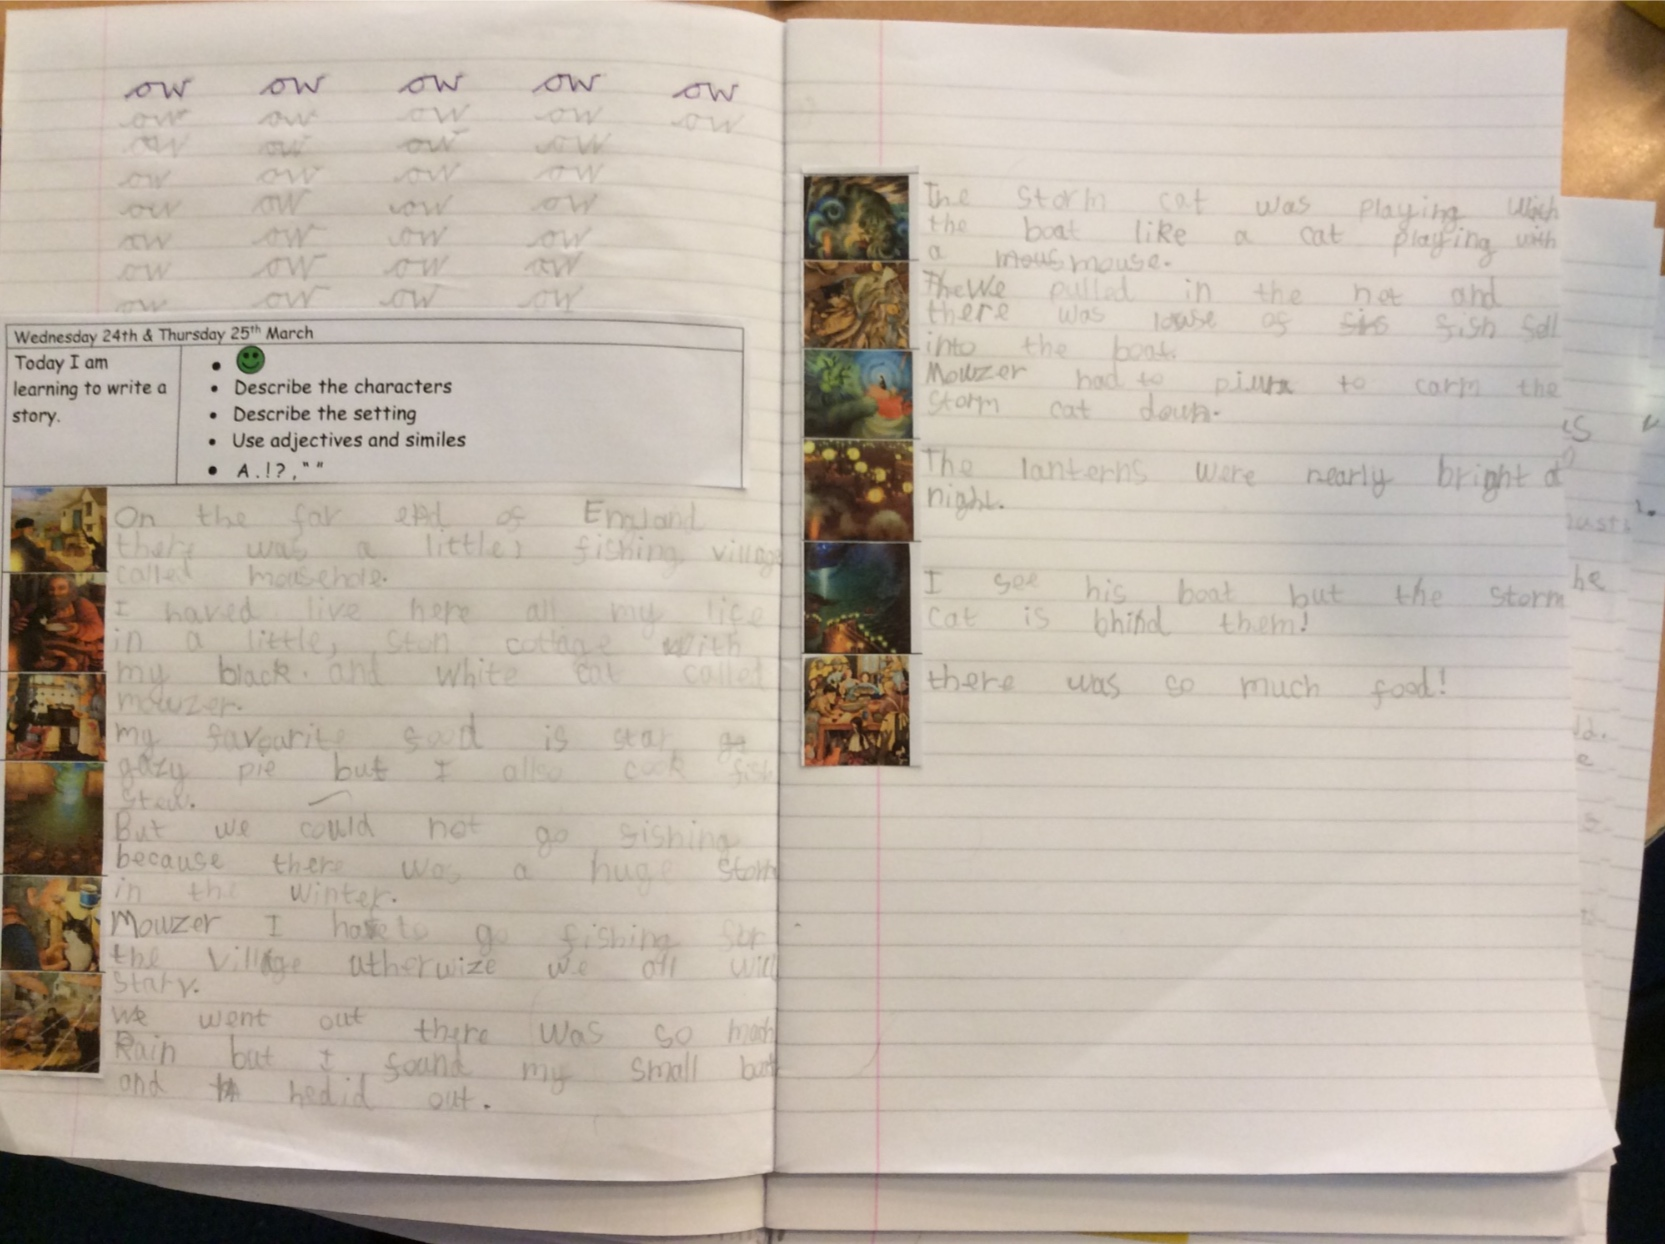 ow ow ow ow ow
ow ow ow ow ow
ow ow ow ow
ow ow ow ow
ow ow ow ow
ow ow ow ow
ow ow ow ow
ow ow ow ow
Wednesday 24th & Thursday 25th March
Today I am learning to write a story.
• Describe the characters
• Describe the setting
• Use adjectives and similes
• A . ! ? , " "
On the far end of England
there was a little, fishing village
called mousehole.
I haved live here all my life
in a little, ston cottage with
my black and white cat called
mowzer.
my favourite food is star
gazy pie but I allso cook fish
stew.
But we could not go fishing
because there was a huge storm
in the winter.
Mowzer I have to go fishing for
the village utherwize we all will
starv.
we went out there was so much
Rain but I found my small boat
and hedid out.
The storm cat was playing
the boat like a cat playing with
a mouse.
We pulled in the net and
there was of fish fell
into the boat.
Mowzer had to to carm the
storm cat down.
The lanterns were nearly bright at
night.
I see his boat but the storm
cat is bhind them!
there was so much food!